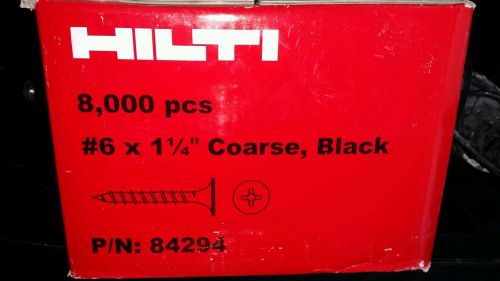 HILTI
8,000 pcs
#6 x 1¼" Coarse, Black
P/N: 84294